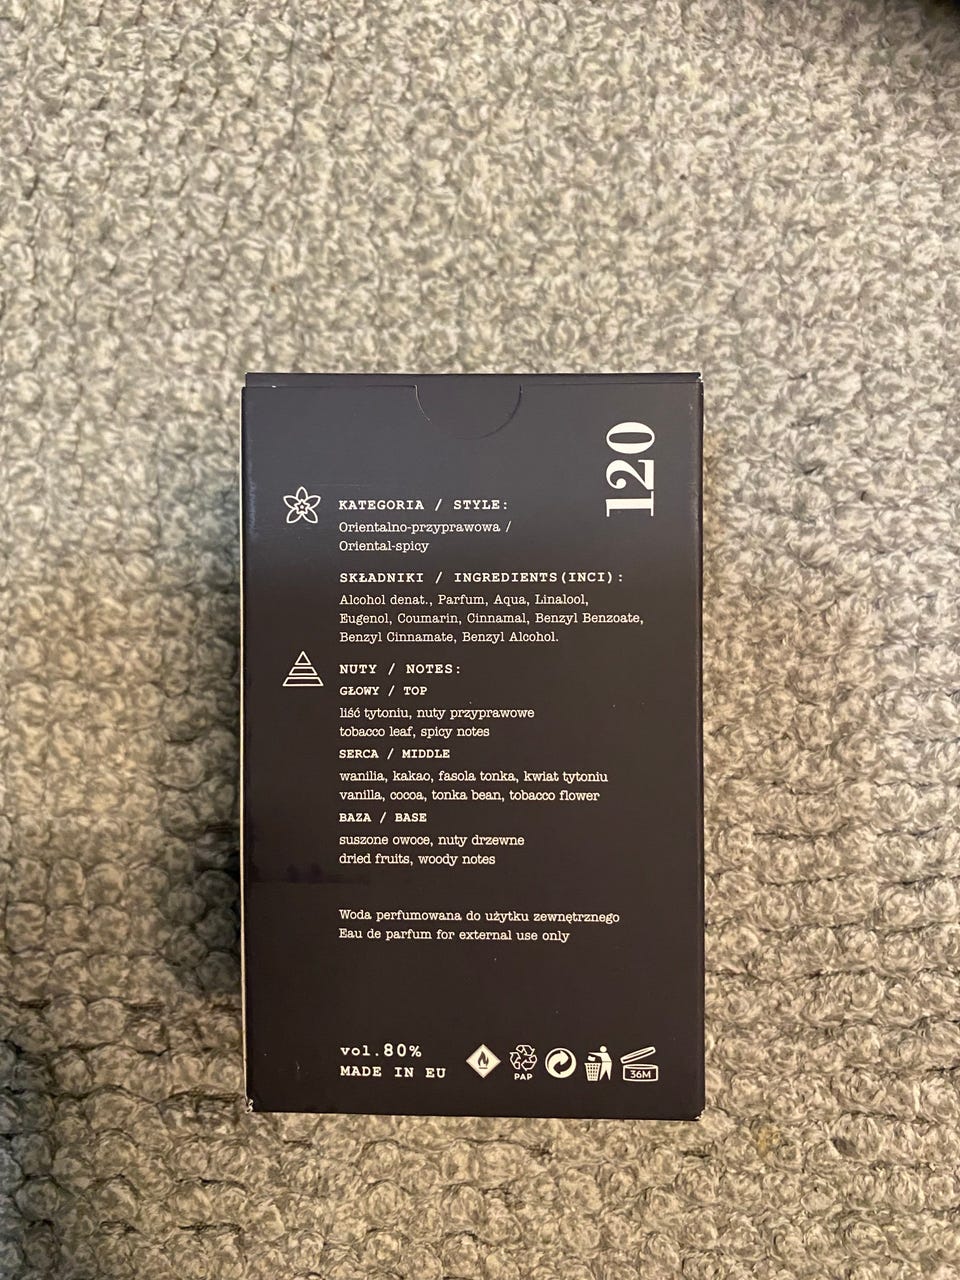 120
KATEGORIA / STYLE:
Orientalno-przyprawowa /
Oriental-spicy
SKŁADNIKI / INGREDIENTS(INCI):
Alcohol denat., Parfum, Aqua, Linalool,
Eugenol, Coumarin, Cinnamal, Benzyl Benzoate,
Benzyl Cinnamate, Benzyl Alcohol.
NUTY / NOTES:
GŁOWY / TOP
liść tytoniu, nuty przyprawowe
tobacco leaf, spicy notes
SERCA / MIDDLE
wanilia, kakao, fasola tonka, kwiat tytoniu
vanilla, cocoa, tonka bean, tobacco flower
BAZA / BASE
suszone owoce, nuty drzewne
dried fruits, woody notes
Woda perfumowana do użytku zewnętrznego
Eau de parfum for external use only
vol.80%
MADE IN EU
PAP
36M